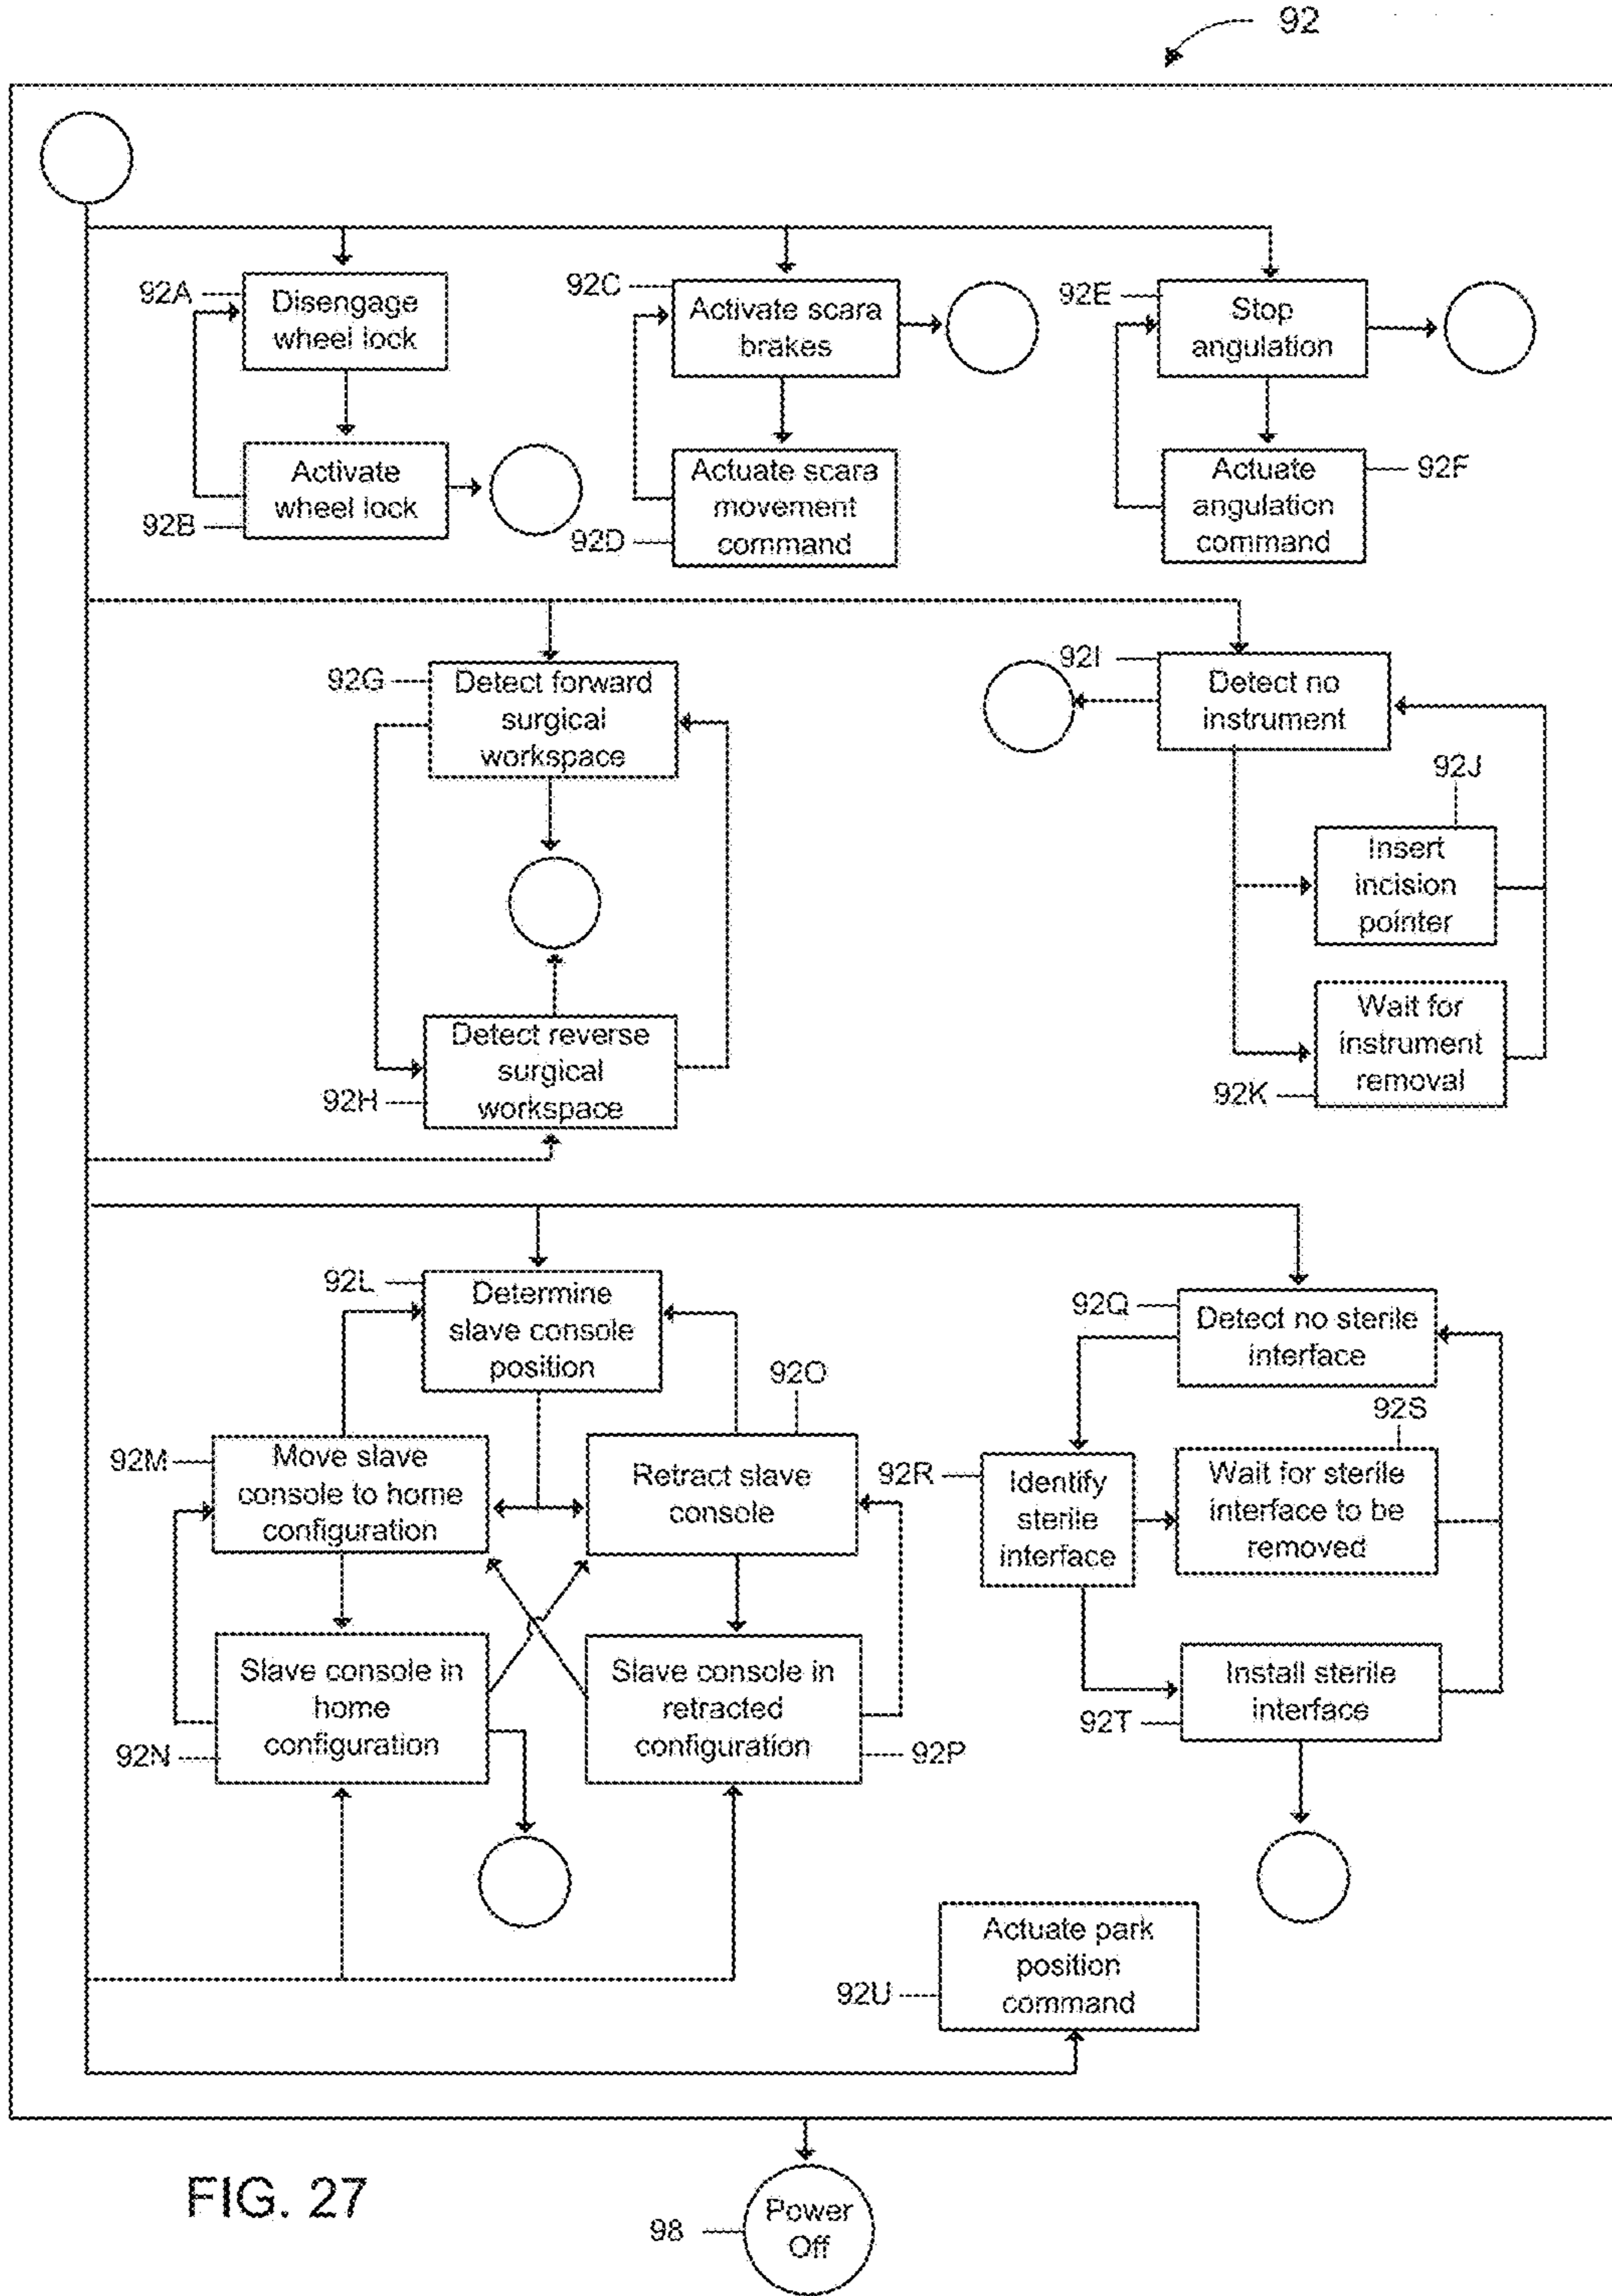 92
92A
Disengage
wheel lock
92B
Activate
wheel lock
92C
Activate scara
brakes
92D
Actuate scara
movement
command
92E
Stop
angulation
92F
Actuate
angulation
command
92G
Detect forward
surgical
workspace
92H
Detect reverse
surgical
workspace
92I
Detect no
instrument
92J
Insert
incision
pointer
92K
Wait for
instrument
removal
92L
Determine
slave console
position
92M
Move slave
console to home
configuration
92N
Slave console in
home
configuration
92O
Retract slave
console
92P
Slave console in
retracted
configuration
92Q
Detect no sterile
interface
92R
Identify
sterile
interface
92S
Wait for sterile
interface to be
removed
92T
Install sterile
interface
92U
Actuate park
position
command
FIG. 27
98
Power
Off